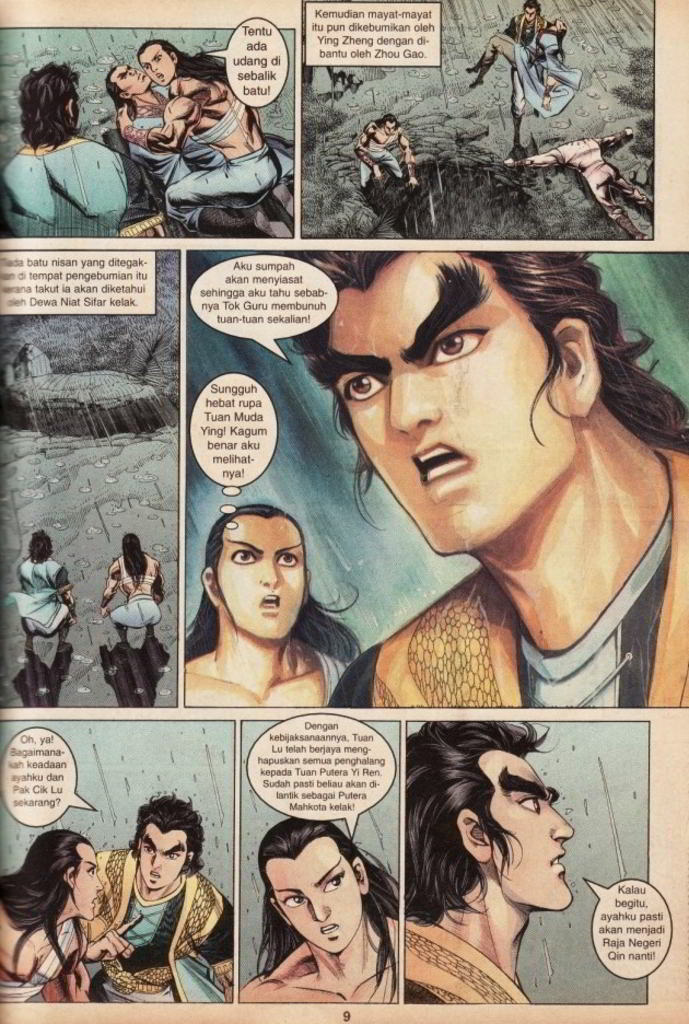 Tentu
ada
udang di
sebalik
batu!
Kemudian mayat-mayat
itu pun dikebumikan oleh
Ying Zheng dengan di-
bantu oleh Zhou Gao.
batu nisan yang ditegak-
di tempat pengebumian itu
takut ia akan diketahui
oleh Dewa Niat Sifar kelak.
Aku sumpah
akan menyiasat
sehingga aku tahu sebab-
nya Tok Guru membunuh
tuan-tuan sekalian!
Sungguh
hebat rupa
Tuan Muda
Ying! Kagum
benar aku
melihat-
nya!
Oh, ya!
Bagaimana-
kah keadaan
ayahku dan
Pak Cik Lu
sekarang?
Dengan
kebijaksanaannya, Tuan
Lu telah berjaya meng-
hapuskan semua penghalang
kepada Tuan Putera Yi Ren.
Sudah pasti beliau akan di-
lantik sebagai Putera
Mahkota kelak!
Kalau
begitu,
ayahku pasti
akan menjadi
Raja Negeri
Qin nanti!
9